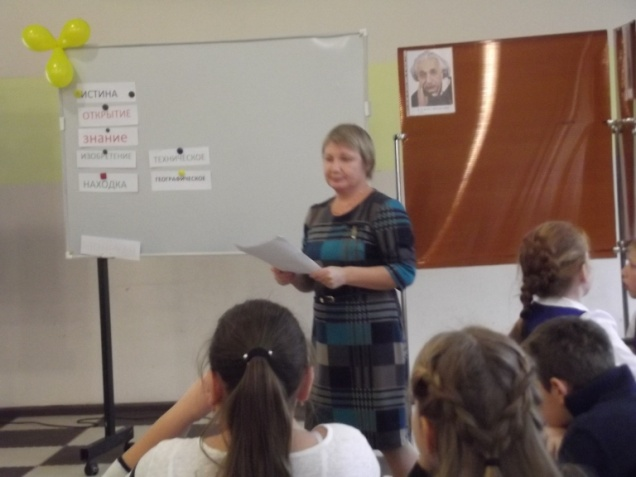 ИСТИНА
ОТКРЫТИЕ
знание
ИЗОБРЕТЕНИЕ
НАХОДКА
ТЕХНИЧЕСКОЕ
ГЕОГРАФИЧЕСКОЕ